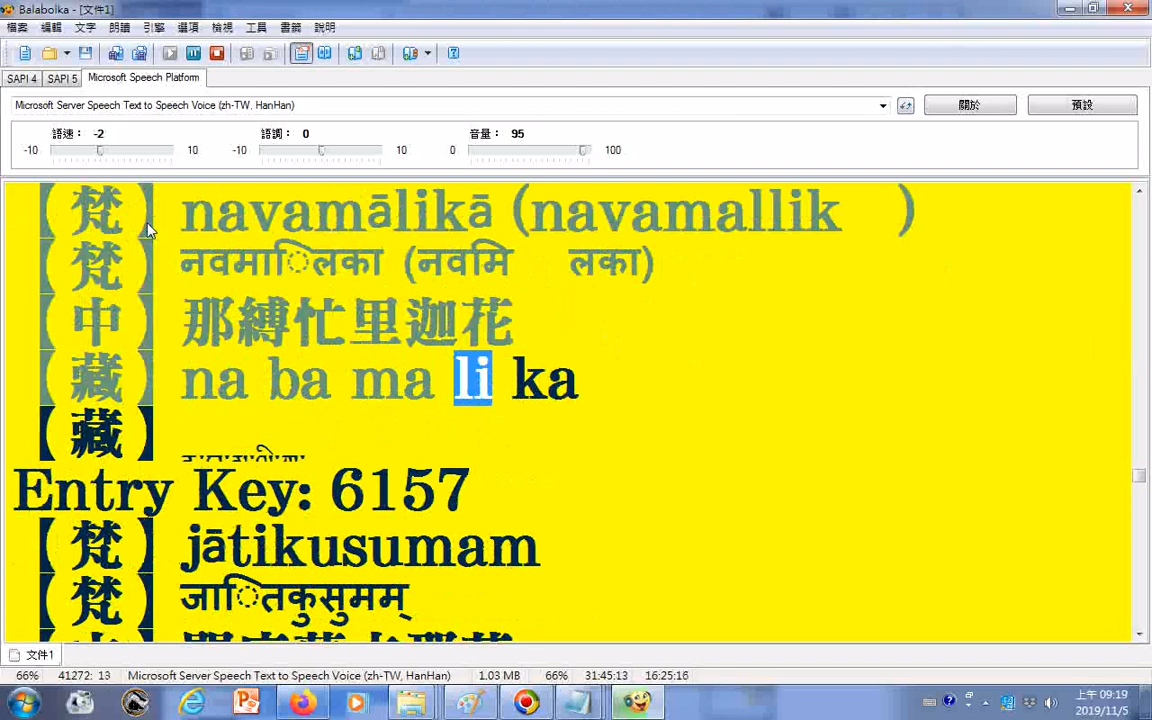 Balabolka - [文件1]
檔案 編輯 文字 朗讀 引擎 選項 檢視 工具 書籤 說明
SAPI 4 SAPI 5 Microsoft Speech Platform
Microsoft Server Speech Text to Speech Voice (zh-TW, HanHan) 關於 預設
語速： -2 語調： 0 音量： 95
-10 10 -10 10 0 100
【梵】 navamālikā (navamallik )
【梵】 नवमाि◌लका (नवमि लका)
【中】 那縛忙里迦花
【藏】 na ba ma li ka
【藏】
Entry Key: 6157
【梵】 jātikusumam
【梵】 जाि◌तकुसुमम्
文件1
66% 41272: 13 Microsoft Server Speech Text to Speech Voice (zh-TW, HanHan) 1.03 MB 66% 31:45:13 16:25:16
上午 09:19
2019/11/5